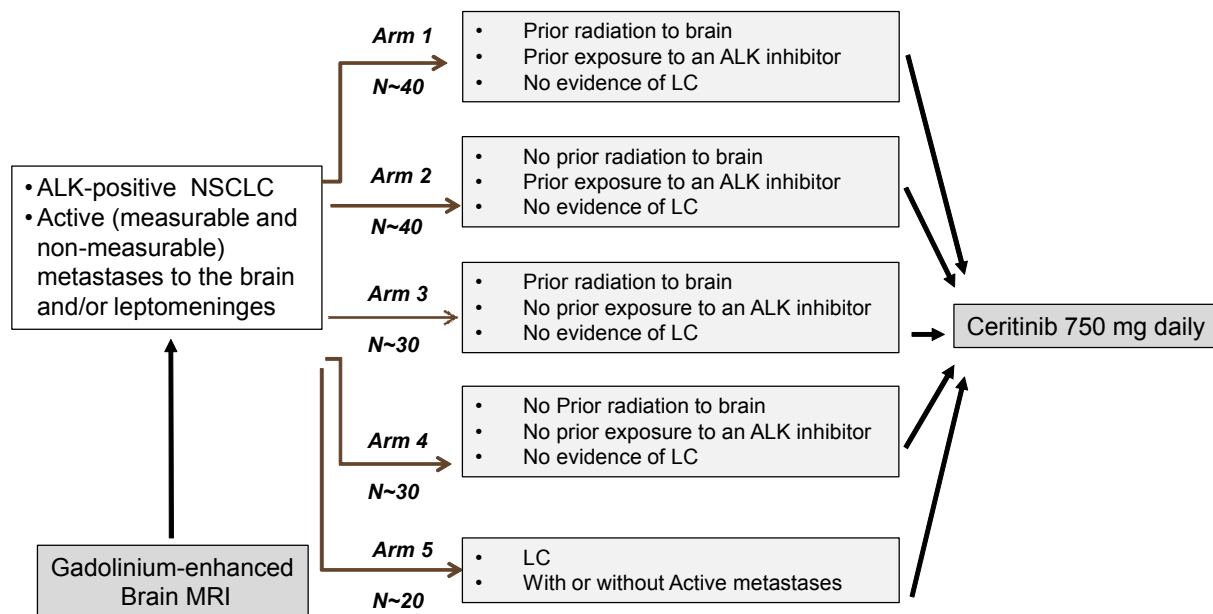 • ALK-positive NSCLC
• Active (measurable and
non-measurable)
metastases to the brain
and/or leptomeninges
Gadolinium-enhanced
Brain MRI
Arm 1
N~40
• Prior radiation to brain
• Prior exposure to an ALK inhibitor
• No evidence of LC
Arm 2
N~40
• No prior radiation to brain
• Prior exposure to an ALK inhibitor
• No evidence of LC
Arm 3
N~30
• Prior radiation to brain
• No prior exposure to an ALK inhibitor
• No evidence of LC
Arm 4
N~30
• No Prior radiation to brain
• No prior exposure to an ALK inhibitor
• No evidence of LC
Arm 5
N~20
• LC
• With or without Active metastases
Ceritinib 750 mg daily